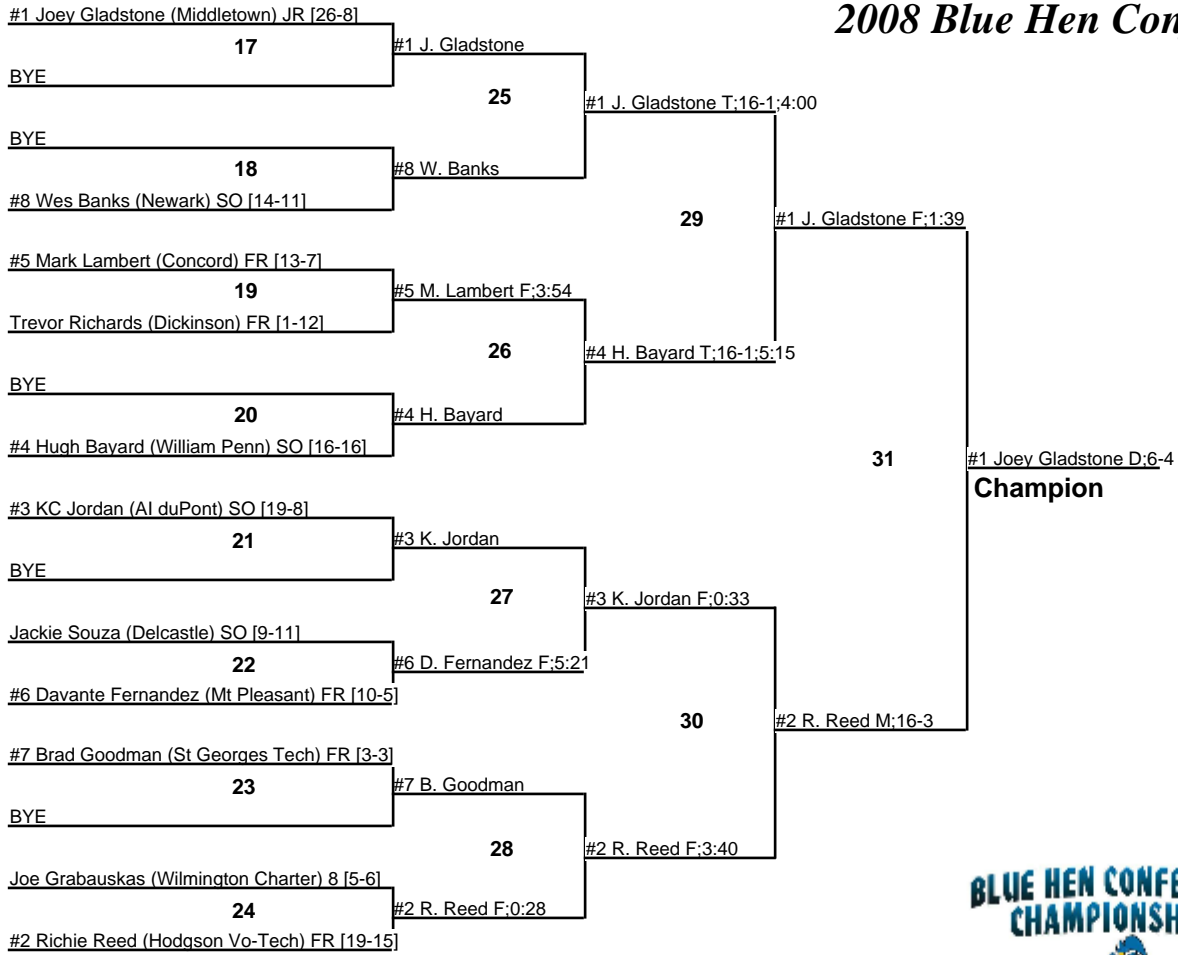 2008 Blue Hen Con
#1 Joey Gladstone (Middletown) JR [26-8]
17
BYE
#1 J. Gladstone
25
BYE
18
#8 Wes Banks (Newark) SO [14-11]
#8 W. Banks
#1 J. Gladstone T;16-1;4:00
29
#5 Mark Lambert (Concord) FR [13-7]
19
Trevor Richards (Dickinson) FR [1-12]
#5 M. Lambert F;3:54
26
BYE
20
#4 Hugh Bayard (William Penn) SO [16-16]
#4 H. Bayard
#4 H. Bayard T;16-1;5:15
#1 J. Gladstone F;1:39
31
#1 Joey Gladstone D;6-4
Champion
#3 KC Jordan (AI duPont) SO [19-8]
21
BYE
#3 K. Jordan
27
Jackie Souza (Delcastle) SO [9-11]
22
#6 Davante Fernandez (Mt Pleasant) FR [10-5]
#6 D. Fernandez F;5:21
#3 K. Jordan F;0:33
30
#7 Brad Goodman (St Georges Tech) FR [3-3]
23
BYE
#7 B. Goodman
28
Joe Grabauskas (Wilmington Charter) 8 [5-6]
24
#2 Richie Reed (Hodgson Vo-Tech) FR [19-15]
#2 R. Reed F;0:28
#2 R. Reed F;3:40
#2 R. Reed M;16-3
BLUE HEN CONFE
CHAMPIONSH